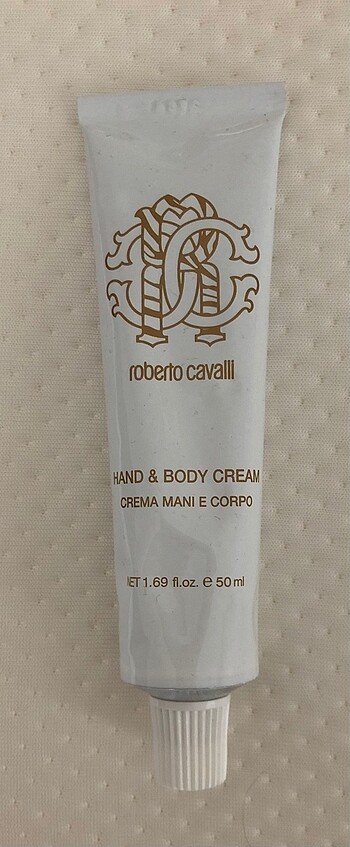 roberto cavalli
HAND & BODY CREAM
CREMA MANI E CORPO
NET 1.69 fl.oz. e 50 ml